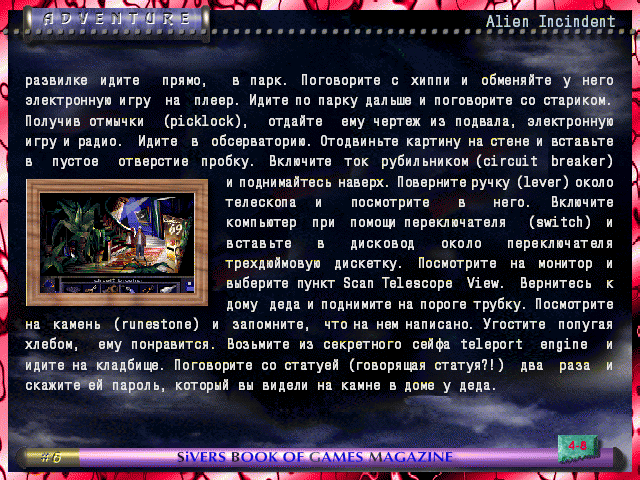 ADVENTURE
Alien Incindent
развилке идите прямо, в парк. Поговорите с хиппи и обменяйте у него
электронную игру на плеер. Идите по парку дальше и поговорите со стариком.
Получив отмычки (picklock), отдайте ему чертеж из подвала, электронную
игру и радио. Идите в обсерваторию. Отодвиньте картину на стене и вставьте
в пустое отверстие пробку. Включите ток рубильником (circuit breaker)
и поднимайтесь наверх. Поверните ручку (lever) около
телескопа и посмотрите в него. Включите
компьютер при помощи переключателя (switch) и
вставьте в дисковод около переключателя
трехдюймовую дискетку. Посмотрите на монитор и
выберите пункт Scan Telescope View. Вернитесь к
дому деда и поднимите на пороге трубку. Посмотрите
на камень (runestone) и запомните, что на нем написано. Угостите попугая
хлебом, ему понравится. Возьмите из секретного сейфа teleport engine и
идите на кладбище. Поговорите со статуей (говорящая статуя?!) два раза и
скажите ей пароль, который вы видели на камне в доме у деда.
#6
SiVERS BOOK OF GAMES MAGAZINE
4-8